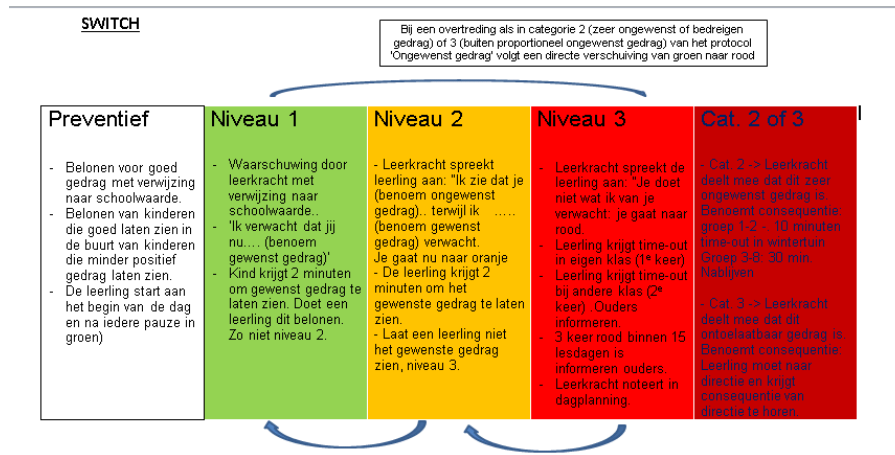 SWITCH
Bij een overtreding als in categorie 2 (zeer ongewenst of bedreigen
gedrag) of 3 (buiten proportioneel ongewenst gedrag) van het protocol
'Ongewenst gedrag' volgt een directe verschuiving van groen naar rood
Preventief
- Belonen voor goed
gedrag met verwijzing
naar schoolwaarde.
- Belonen van kinderen
die goed laten zien in
de buurt van kinderen
die minder positief
gedrag laten zien.
- De leerling start aan
het begin van de dag
en na iedere pauze in
groen)
Niveau 1
- Waarschuwing door
leerkracht met
verwijzing naar
schoolwaarde..
- 'Ik verwacht dat jij
nu.... (benoem
gewenst gedrag)'
- Kind krijgt 2 minuten
om gewenst gedrag te
laten zien. Doet een
leerling dit belonen.
Zo niet niveau 2.
Niveau 2
- Leerkracht spreekt
leerling aan: "Ik zie dat je
(benoem ongewenst
gedrag).. terwijl ik .....
(benoem gewenst
gedrag) verwacht.
Je gaat nu naar oranje
- De leerling krijgt 2
minuten om het
gewenste gedrag te laten
zien.
- Laat een leerling niet
het gewenste gedrag
zien, niveau 3.
Niveau 3
- Leerkracht spreekt de
leerling aan: "Je doet
niet wat ik van je
verwacht: je gaat naar
rood
- Leerling krijgt time-out
in eigen klas (1e keer)
- Leerling krijgt time-out
bij andere klas (2e
keer) .Ouders
informeren.
- 3 keer rood binnen 15
lesdagen is
informeren ouders.
- Leerkracht noteert in
dagplanning.
Cat. 2 of 3
- Cat. 2 -> Leerkracht
deelt mee dat dit zeer
ongewenst gedrag is.
Benoemt consequentie:
groep 1-2 -. 10 minuten
time-out in wintertuin
Groep 3-8: 30 min.
Nablijven
- Cat. 3 -> Leerkracht
deelt mee dat dit
ontoelaatbaar gedrag is.
Benoemt consequentie:
Leerling moet naar
directie en krijgt
consequentie van
directie te horen